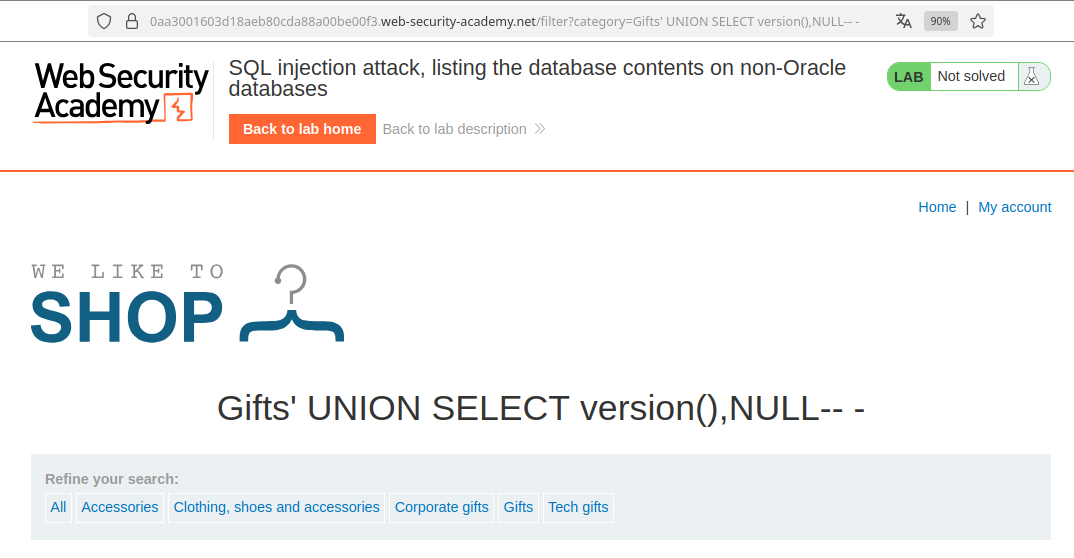 0aa3001603d18aeb80cda88a00be00f3.web-security-academy.net/filter?category=Gifts' UNION SELECT version(),NULL-- - 90%
Web Security
Academy
SQL injection attack, listing the database contents on non-Oracle
databases
LAB Not solved
Back to lab home Back to lab description
Home | My account
WE LIKE TO
SHOP
Gifts' UNION SELECT version(),NULL-- -
Refine your search:
All Accessories Clothing, shoes and accessories Corporate gifts Gifts Tech gifts